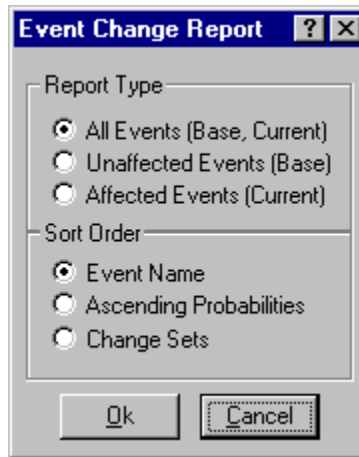 Event Change Report
Report Type
All Events (Base, Current)
Unaffected Events (Base)
Affected Events (Current)
Sort Order
Event Name
Ascending Probabilities
Change Sets
Ok
Cancel